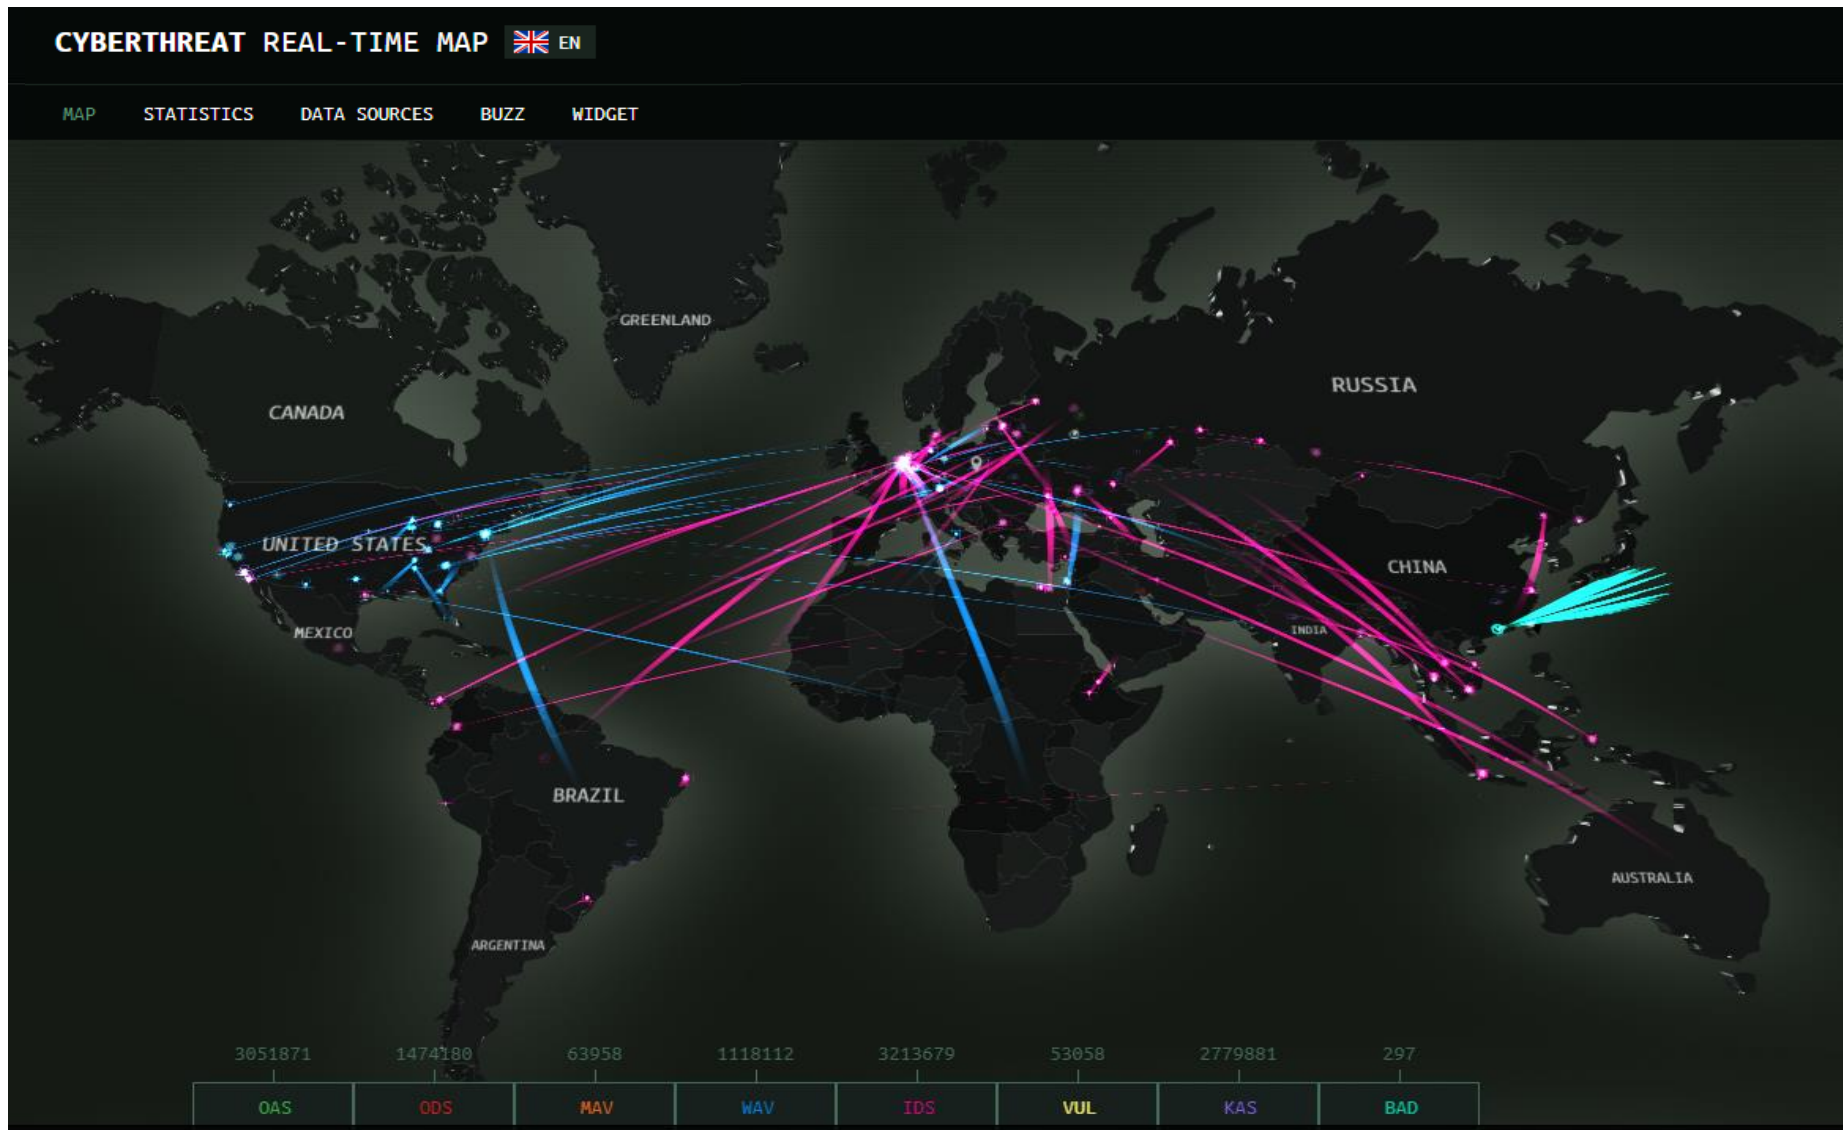 CYBERTHREAT REAL-TIME MAP EN
MAP STATISTICS DATA SOURCES BUZZ WIDGET
GREENLAND
RUSSIA
CANADA
UNITED STATES
CHINA
MEXICO
INDIA
BRAZIL
AUSTRALIA
ARGENTINA
3051871 1474180 63958 1118112 3213679 53058 2779881 297
OAS ODS MAV WAV IDS VUL KAS BAD